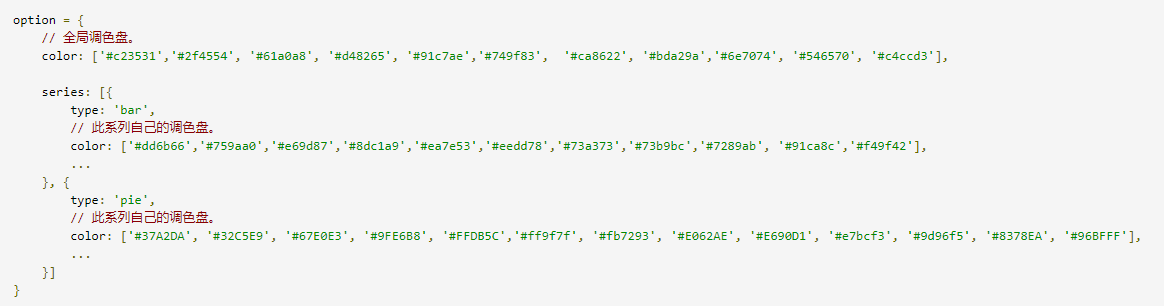 option = {
    // 全局调色盘。
    color: ['#c23531','#2f4554', '#61a0a8', '#d48265', '#91c7ae','#749f83',  '#ca8622', '#bda29a','#6e7074', '#546570', '#c4ccd3'],

    series: [{
        type: 'bar',
        // 此系列自己的调色盘。
        color: ['#dd6b66','#759aa0','#e69d87','#8dc1a9','#ea7e53','#eedd78','#73a373','#73b9bc','#7289ab', '#91ca8c','#f49f42'],
        ...
    }, {
        type: 'pie',
        // 此系列自己的调色盘。
        color: ['#37A2DA', '#32C5E9', '#67E0E3', '#9FE6B8', '#FFDB5C','#ff9f7f', '#fb7293', '#E062AE', '#E690D1', '#e7bcf3', '#9d96f5', '#8378EA', '#96BFFF'],
        ...
    }]
}